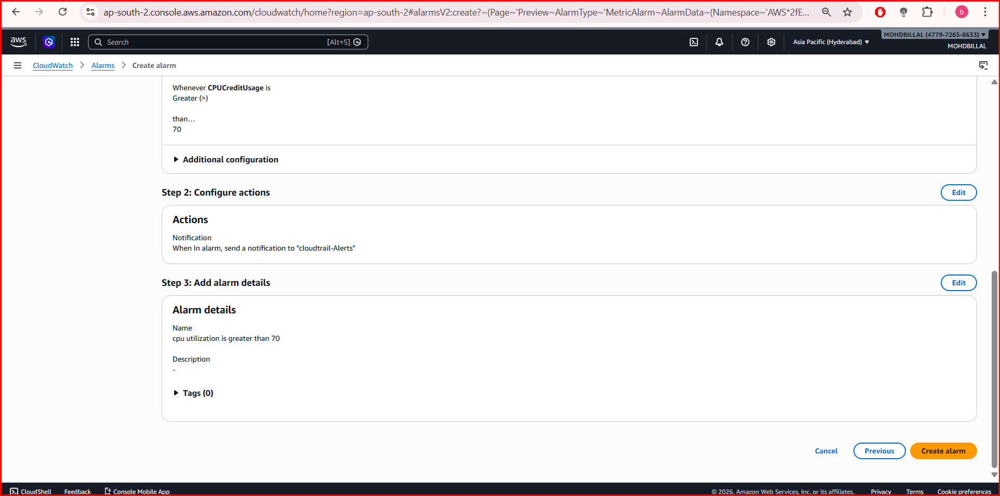 ap-south-2.console.aws.amazon.com/cloudwatch/home?region=ap-south-2#alarmsV2:create?~(Page~'Preview~AlarmType~'MetricAlarm~AlarmData~(Namespace~'AWS*2fE...
b
aws
Search [Alt+S]
Asia Pacific (Hyderabad)
MOHDBILLAL (4779-7265-8633)
MOHDBILLAL
CloudWatch > Alarms > Create alarm
Whenever CPUCreditUsage is
Greater (>)
than...
70
Additional configuration
Step 2: Configure actions
Edit
Actions
Notification
When In alarm, send a notification to "cloudtrail-Alerts"
Step 3: Add alarm details
Edit
Alarm details
Name
cpu utilization is greater than 70
Description
-
Tags (0)
Cancel
Previous
Create alarm
CloudShell
Feedback
Console Mobile App
© 2026, Amazon Web Services, Inc. or its affiliates.
Privacy
Terms
Cookie preferences